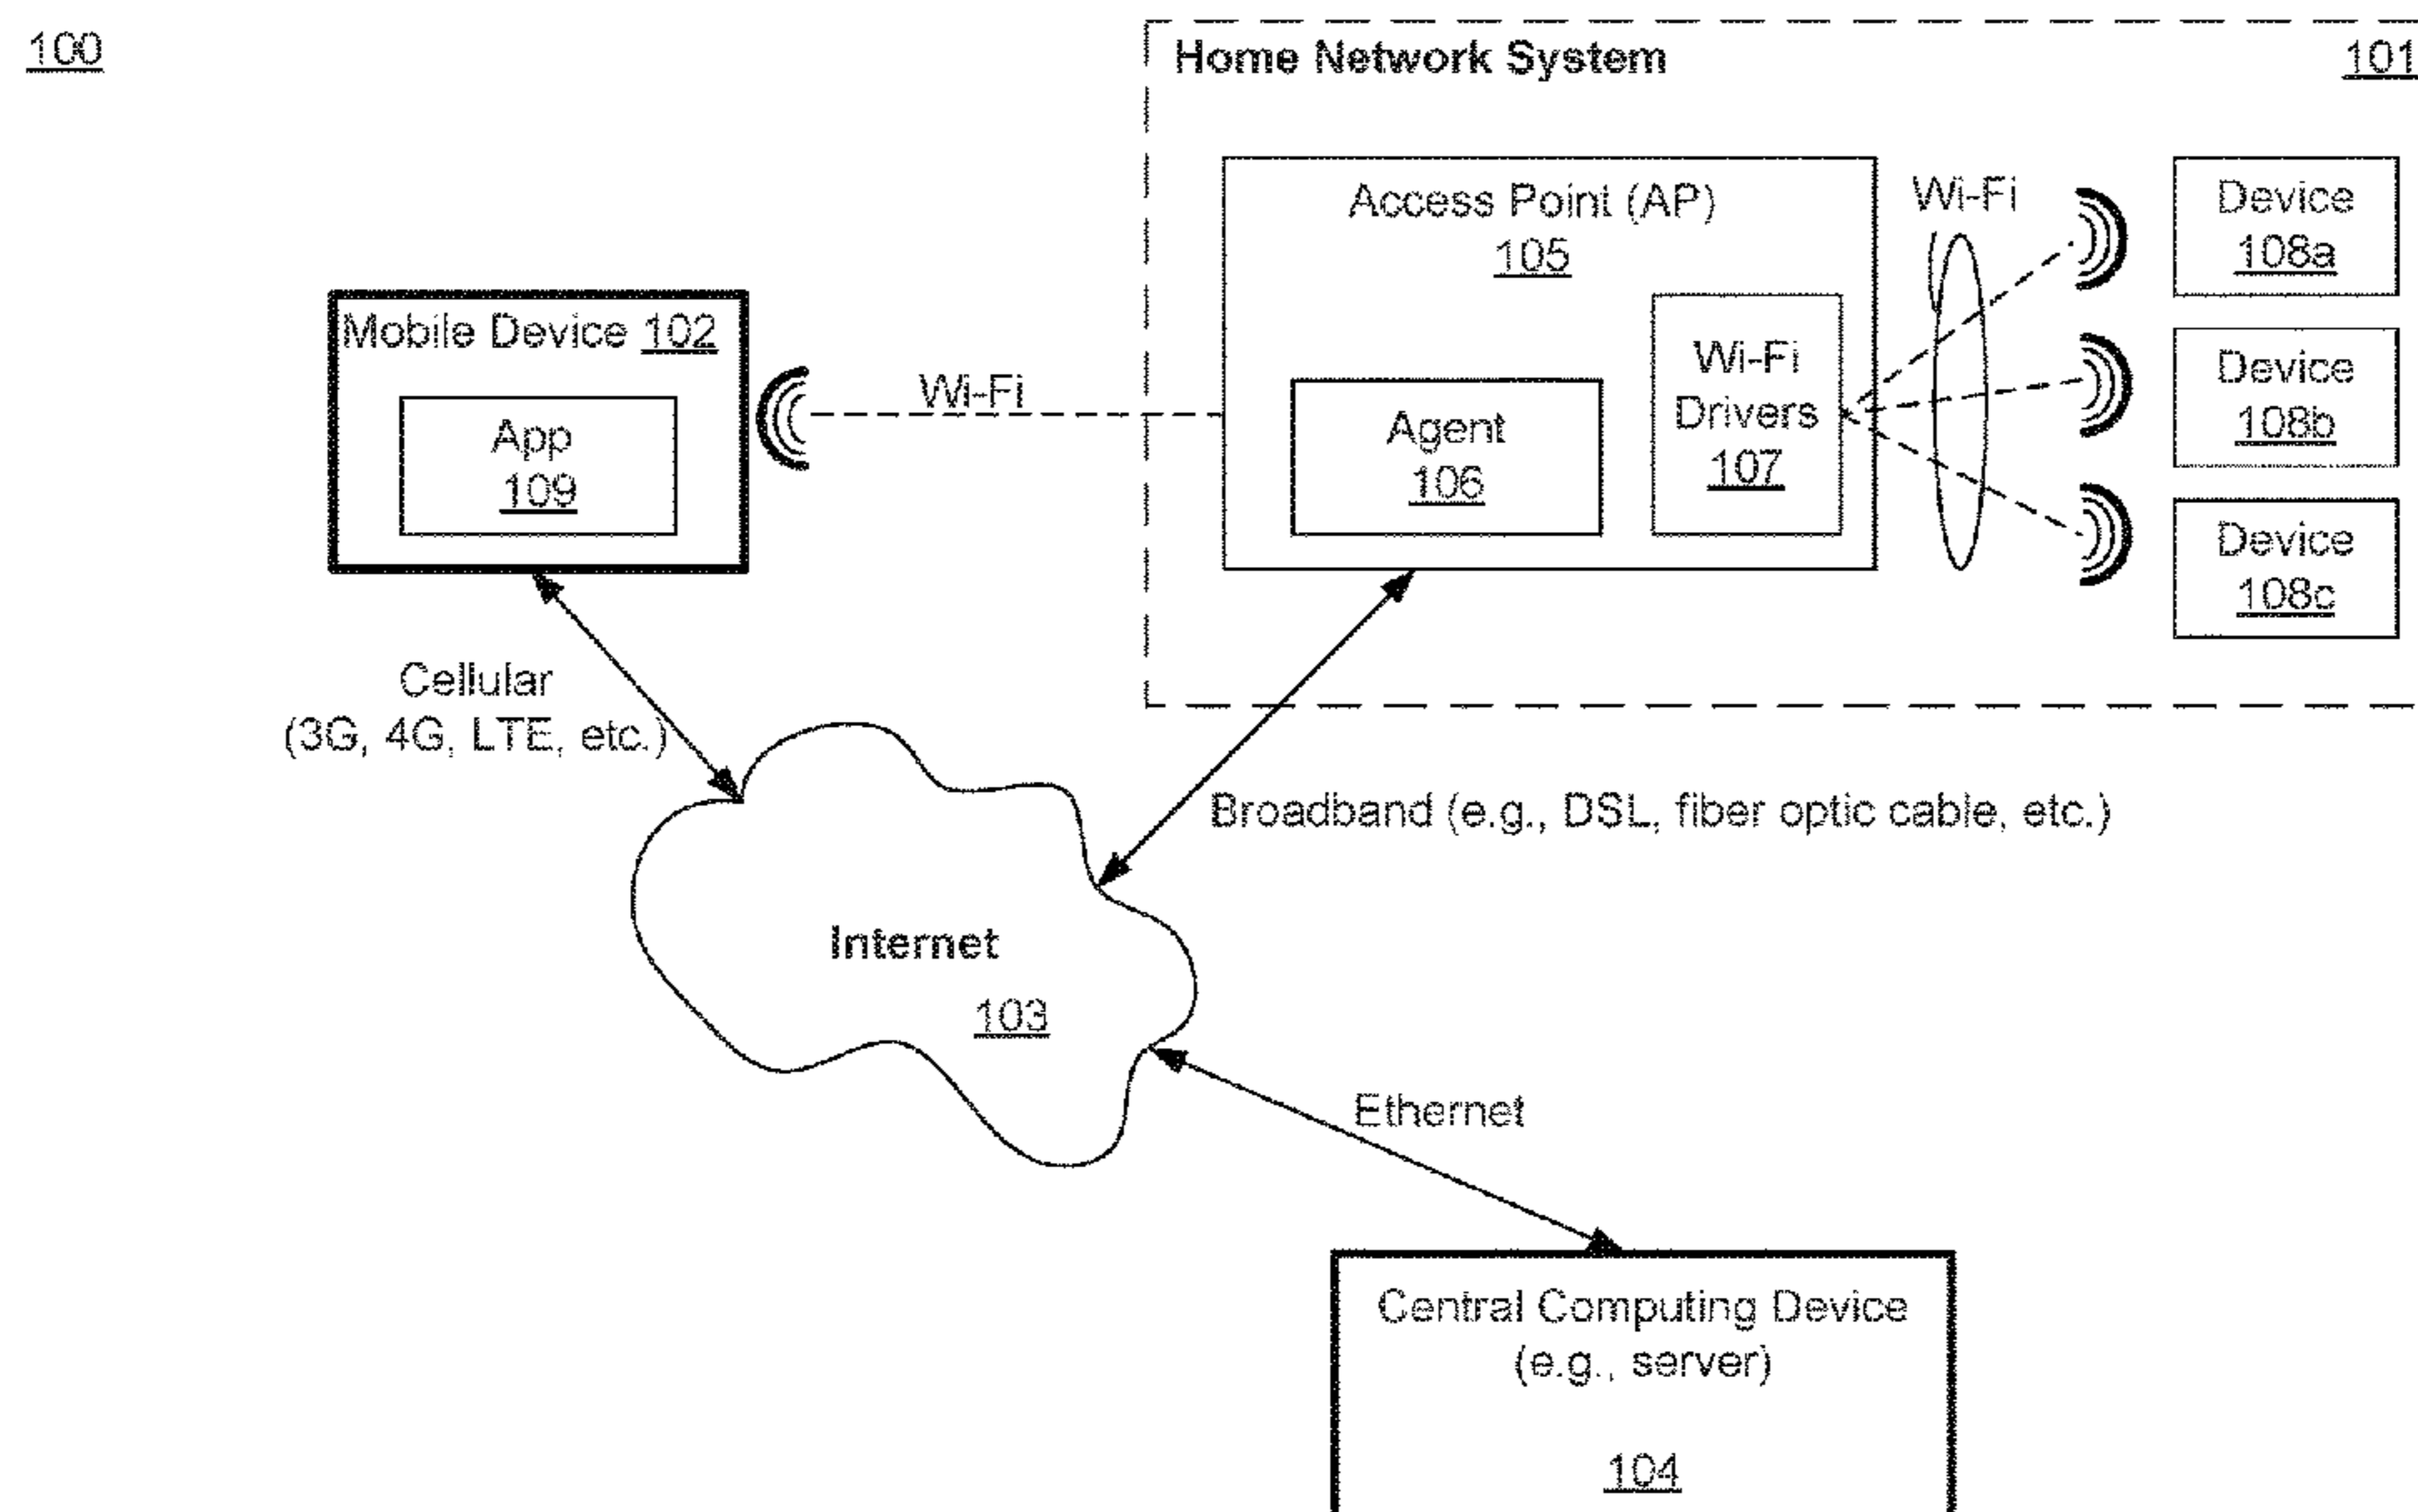 100
Home Network System
101
Access Point (AP)
105
Wi-Fi
Device
108a
Mobile Device 102
App
109
Wi-Fi
Agent
106
Wi-Fi
Drivers
107
Device
108b
Device
108c
Cellular
(3G, 4G, LTE, etc.)
Broadband (e.g., DSL, fiber optic cable, etc.)
Internet
103
Ethernet
Central Computing Device
(e.g., server)
104